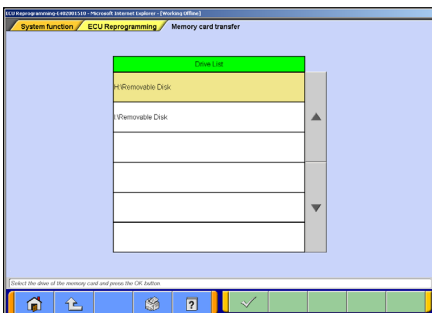 ECU Reprogramming-E402001510 - Microsoft Internet Explorer - [Working Offline]
System function ECU Reprogramming Memory card transfer
Drive List
H:\Removable Disk
I:\Removable Disk
Select the drive of the memory card and press the OK button
?